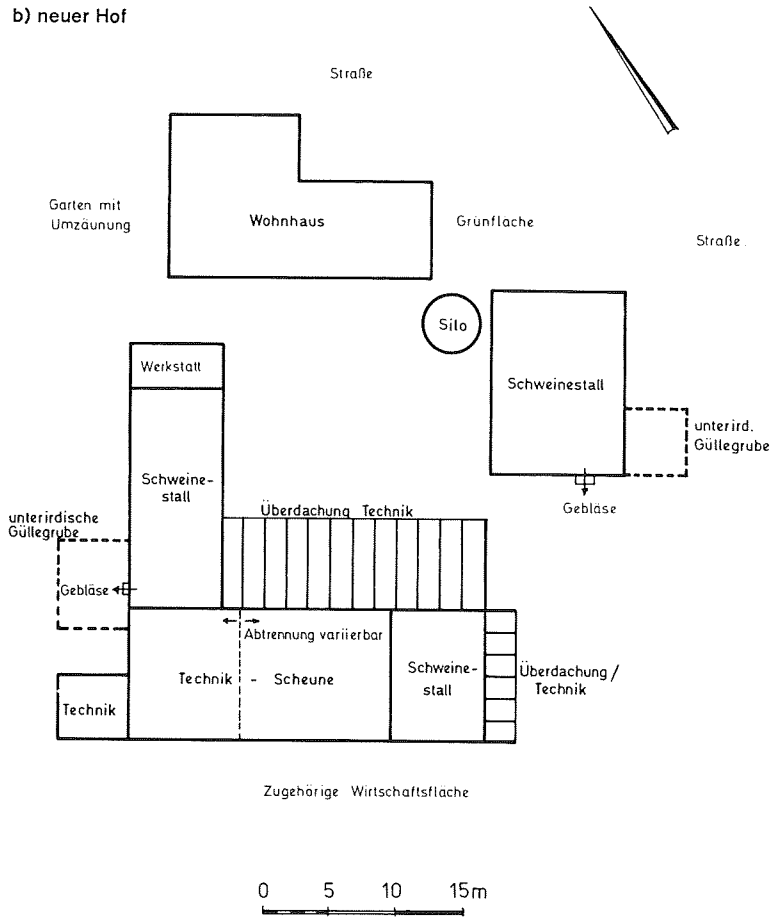 b) neuer Hof
Straße
Garten mit
Umzäunung
Wohnhaus
Grünfläche
Straße.
Silo
Werkstatt
Schweinestall
Schweine-
stall
unterird.
Güllegrube
Gebläse
Überdachung Technik
unterirdische
Güllegrube
Gebläse
Abtrennung variierbar
Technik - Scheune
Schweine-
stall
Überdachung/
Technik
Technik
Zugehörige Wirtschaftsfläche
0 5 10 15m